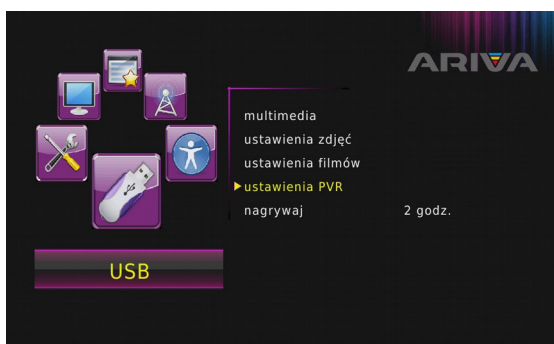 ARIVA
multimedia
ustawienia zdjęć
ustawienia filmów
ustawienia PVR
nagrywaj 2 godz.
USB